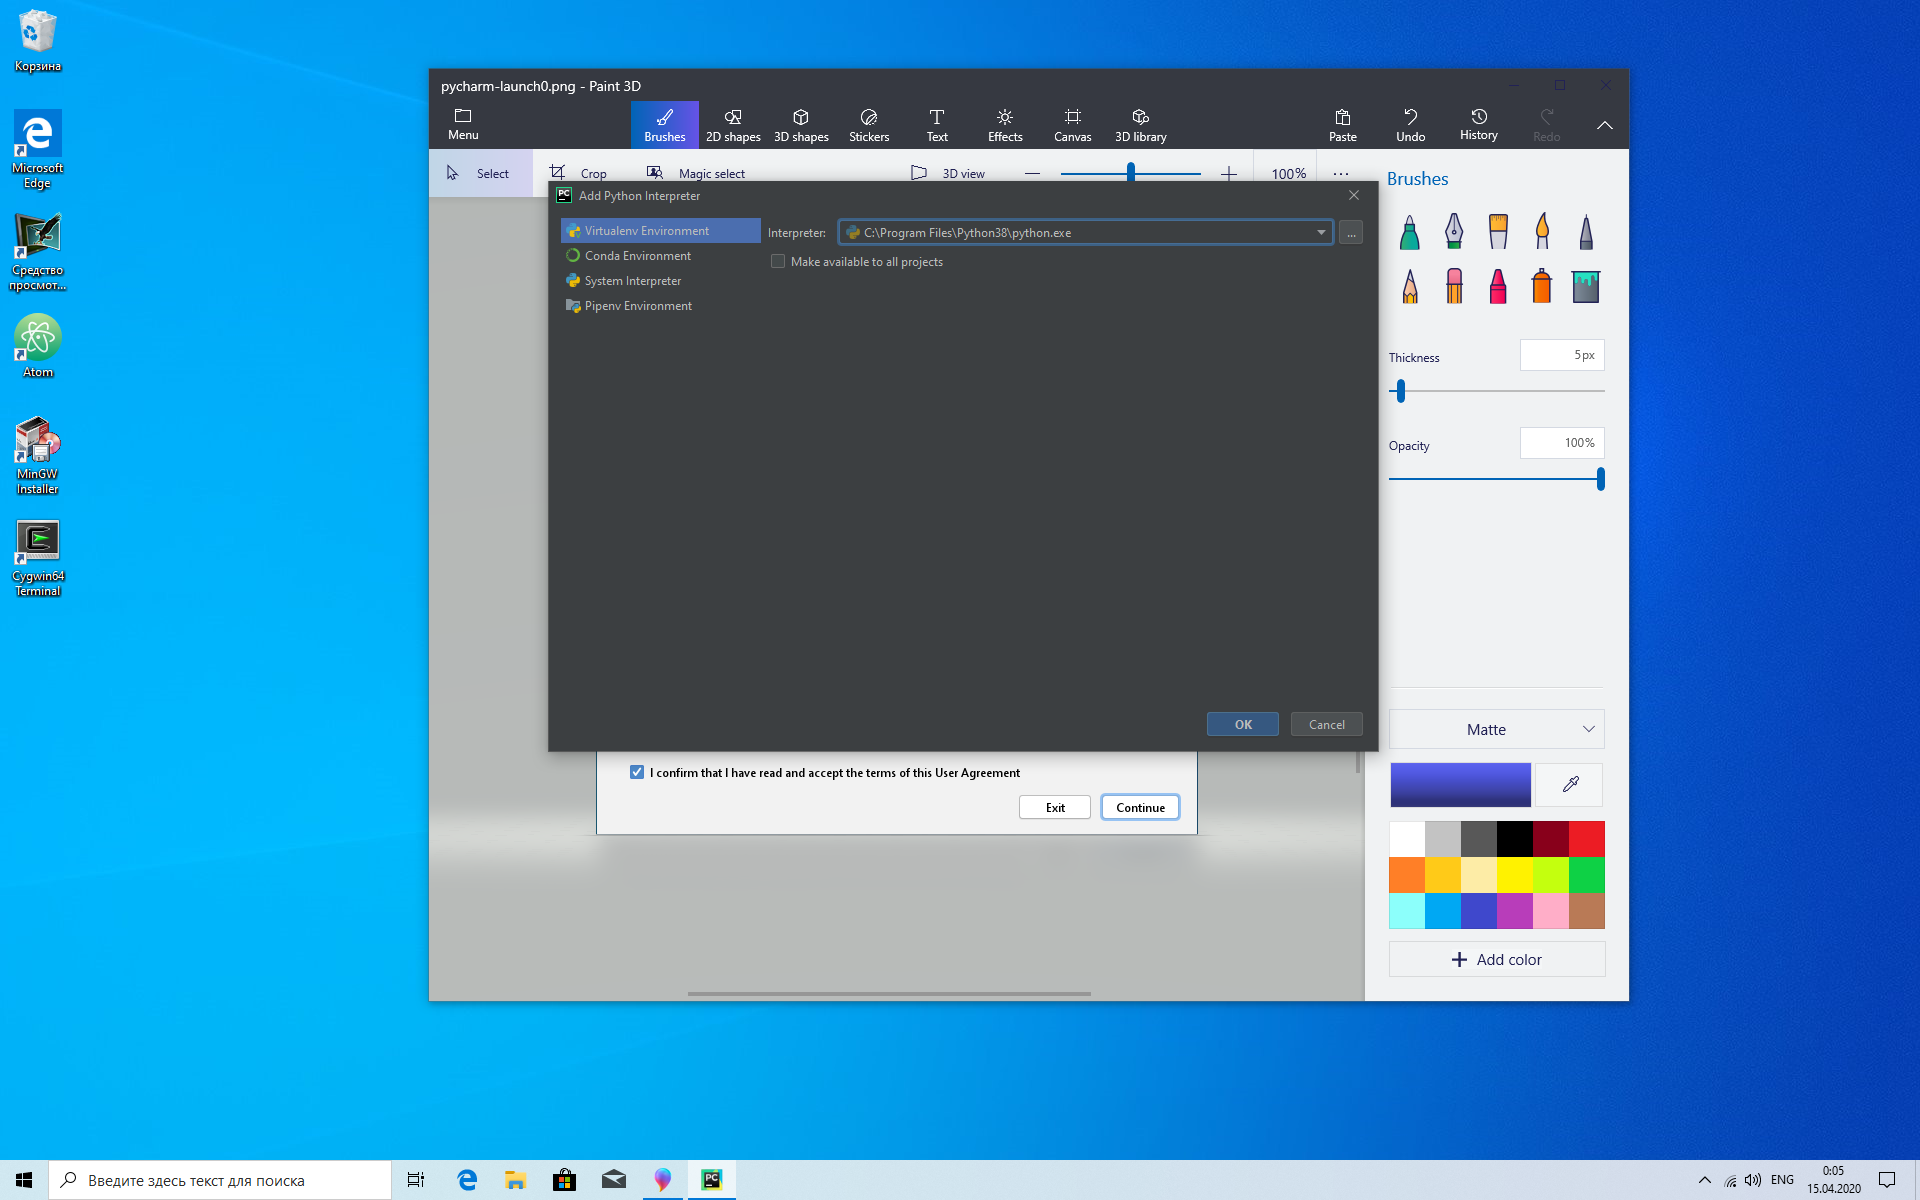 Корзина
Microsoft
Edge
Средство
просмот...
Atom
MinGW
Installer
Cygwin64
Terminal
pycharm-launch0.png - Paint 3D
Menu
Brushes
2D shapes
3D shapes
Stickers
Text
Effects
Canvas
3D library
Paste
Undo
History
Redo
Select
Crop
Magic select
3D view
100%
...
PC
Add Python Interpreter
Virtualenv Environment
Conda Environment
System Interpreter
Pipenv Environment
Interpreter:
C:\Program Files\Python38\python.exe
...
Make available to all projects
OK
Cancel
I confirm that I have read and accept the terms of this User Agreement
Exit
Continue
Brushes
Thickness
5px
Opacity
100%
Matte
Add color
Введите здесь текст для поиска
PC
ENG
0:05
15.04.2020